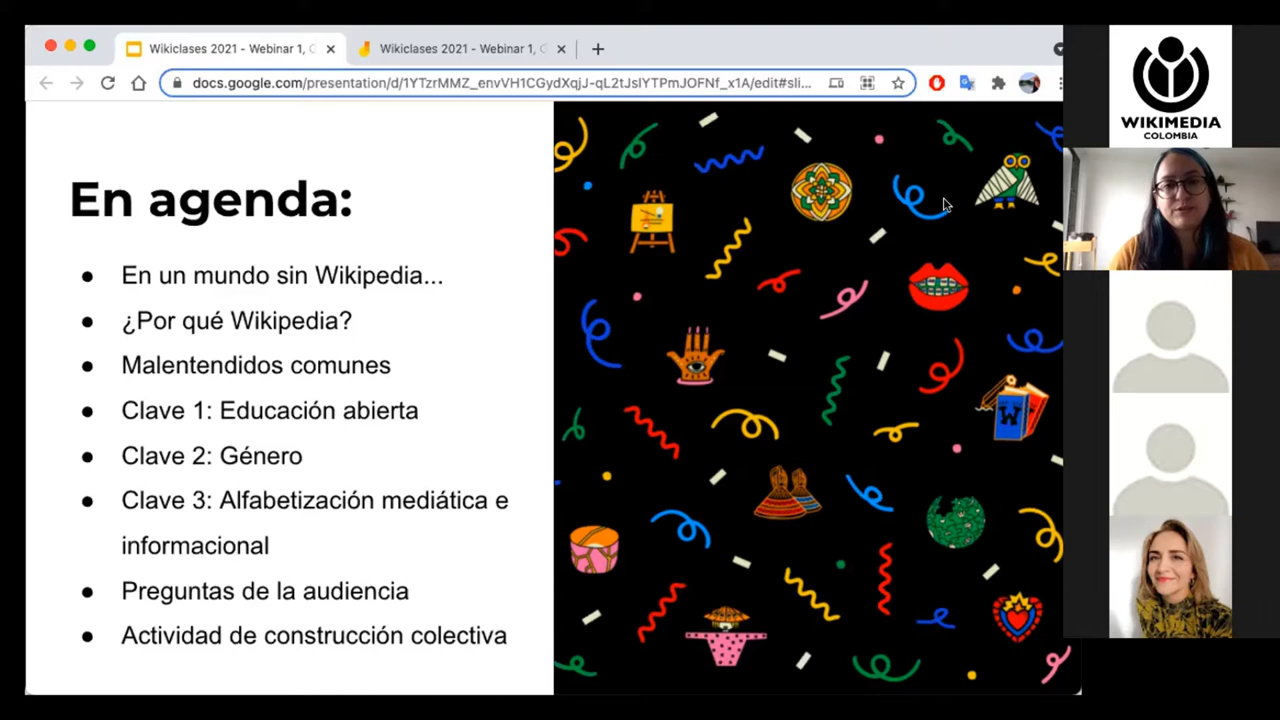 Wikiclases 2021 - Webinar 1, C
Wikiclases 2021 - Webinar 1, C
docs.google.com/presentation/d/1YTzrMMZ_envVH1CGydXqjJ-qL2tJsIYTPmJOFNf_x1A/edit#sli...
WIKIMEDIA
COLOMBIA
En agenda:
● En un mundo sin Wikipedia...
● ¿Por qué Wikipedia?
● Malentendidos comunes
● Clave 1: Educación abierta
● Clave 2: Género
● Clave 3: Alfabetización mediática e
informacional
● Preguntas de la audiencia
● Actividad de construcción colectiva
W